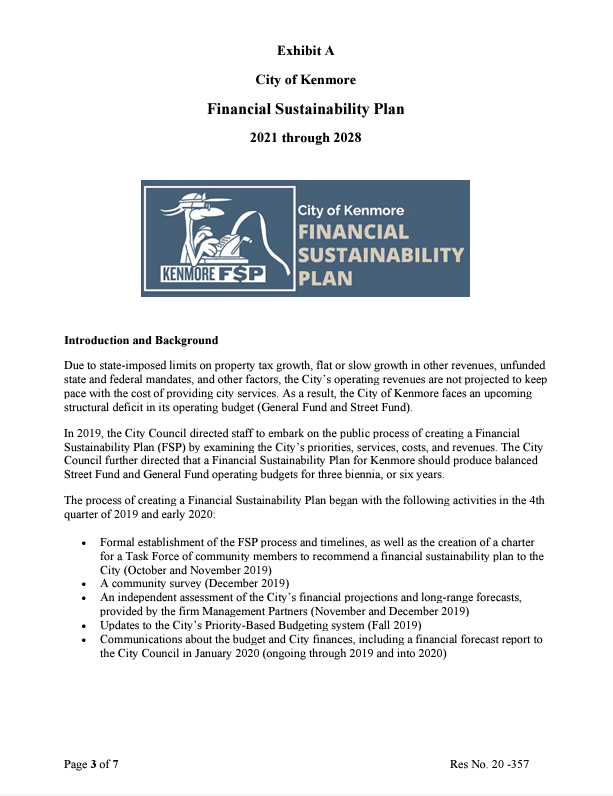 Exhibit A
City of Kenmore
Financial Sustainability Plan
2021 through 2028
KENMORE F$P
City of Kenmore
FINANCIAL
SUSTAINABILITY
PLAN
Introduction and Background
Due to state-imposed limits on property tax growth, flat or slow growth in other revenues, unfunded
state and federal mandates, and other factors, the City's operating revenues are not projected to keep
pace with the cost of providing city services. As a result, the City of Kenmore faces an upcoming
structural deficit in its operating budget (General Fund and Street Fund).
In 2019, the City Council directed staff to embark on the public process of creating a Financial
Sustainability Plan (FSP) by examining the City's priorities, services, costs, and revenues. The City
Council further directed that a Financial Sustainability Plan for Kenmore should produce balanced
Street Fund and General Fund operating budgets for three biennia, or six years.
The process of creating a Financial Sustainability Plan began with the following activities in the 4th
quarter of 2019 and early 2020:
• Formal establishment of the FSP process and timelines, as well as the creation of a charter
for a Task Force of community members to recommend a financial sustainability plan to the
City (October and November 2019)
• A community survey (December 2019)
• An independent assessment of the City's financial projections and long-range forecasts,
provided by the firm Management Partners (November and December 2019)
• Updates to the City's Priority-Based Budgeting system (Fall 2019)
• Communications about the budget and City finances, including a financial forecast report to
the City Council in January 2020 (ongoing through 2019 and into 2020)
Page 3 of 7
Res No. 20 -357